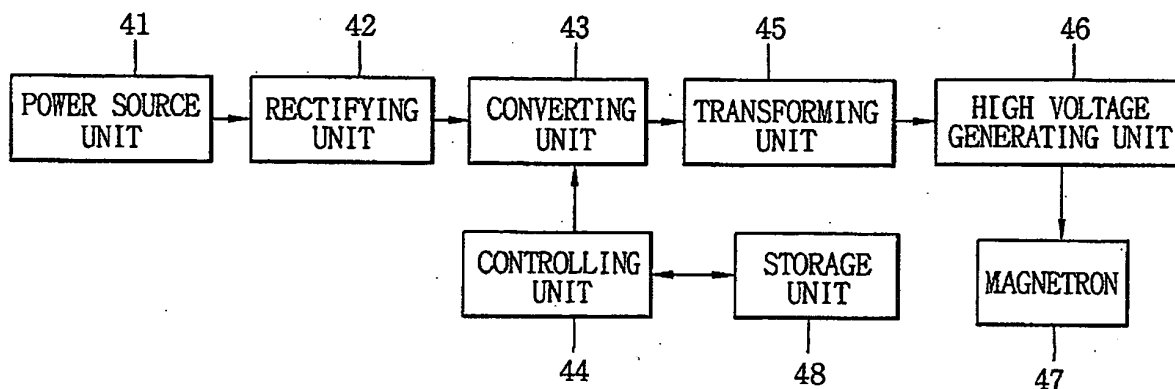 41
42
43
45
46
POWER SOURCE
UNIT
RECTIFYING
UNIT
CONVERTING
UNIT
TRANSFORMING
UNIT
HIGH VOLTAGE
GENERATING UNIT
CONTROLLING
UNIT
STORAGE
UNIT
MAGNETRON
44
48
47